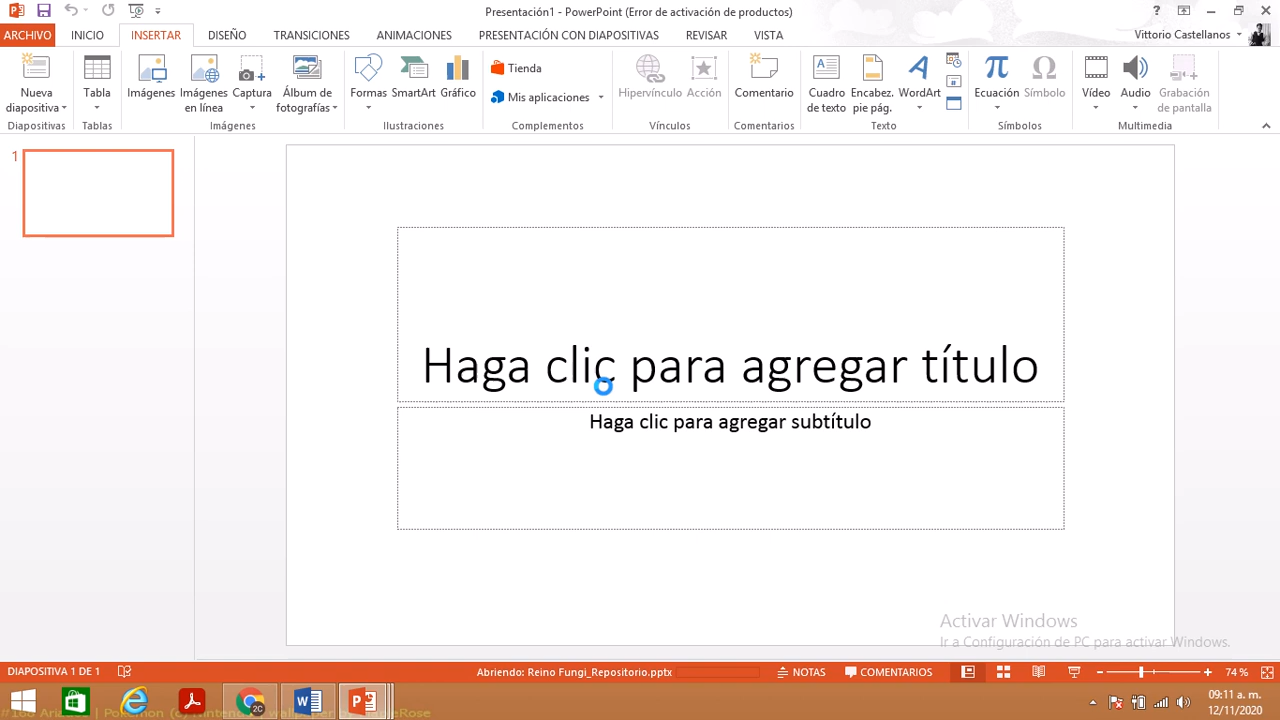 Presentación1 - PowerPoint (Error de activación de productos)
ARCHIVO INICIO INSERTAR DISEÑO TRANSICIONES ANIMACIONES PRESENTACIÓN CON DIAPOSITIVAS REVISAR VISTA Vittorio Castellanos
Nueva diapositiva
Tabla
Imágenes
Imágenes en línea
Captura
Álbum de fotografías
Formas
SmartArt
Gráfico
Tienda
Mis aplicaciones
Hipervínculo
Acción
Comentario
Cuadro de texto
Encabez. pie pág.
WordArt
Ecuación
Símbolo
Vídeo
Audio
Grabación de pantalla
Diapositivas Tablas Imágenes Ilustraciones Complementos Vínculos Comentarios Texto Símbolos Multimedia
1
Haga clic para agregar título
Haga clic para agregar subtítulo
Activar Windows
Ir a Configuración de PC para activar Windows.
DIAPOSITIVA 1 DE 1 Abriendo: Reino Fungi_Repositorio.pptx NOTAS COMENTARIOS 74 %
09:11 a. m.
12/11/2020